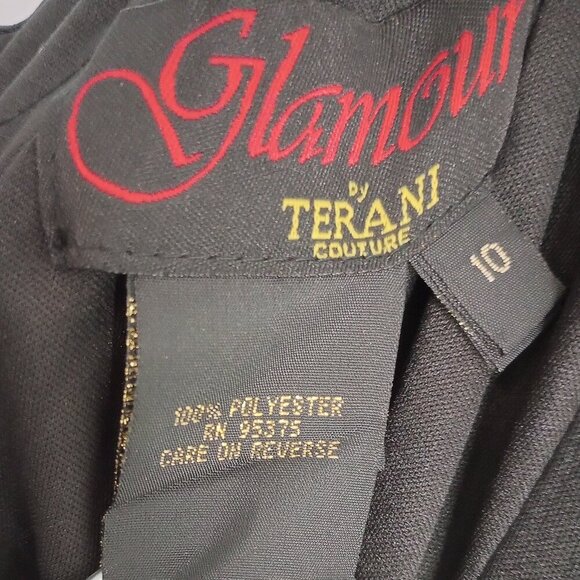 Glamour
by
TERANI
COUTURE
10
100% POLYESTER
RN 95375
CARE ON REVERSE